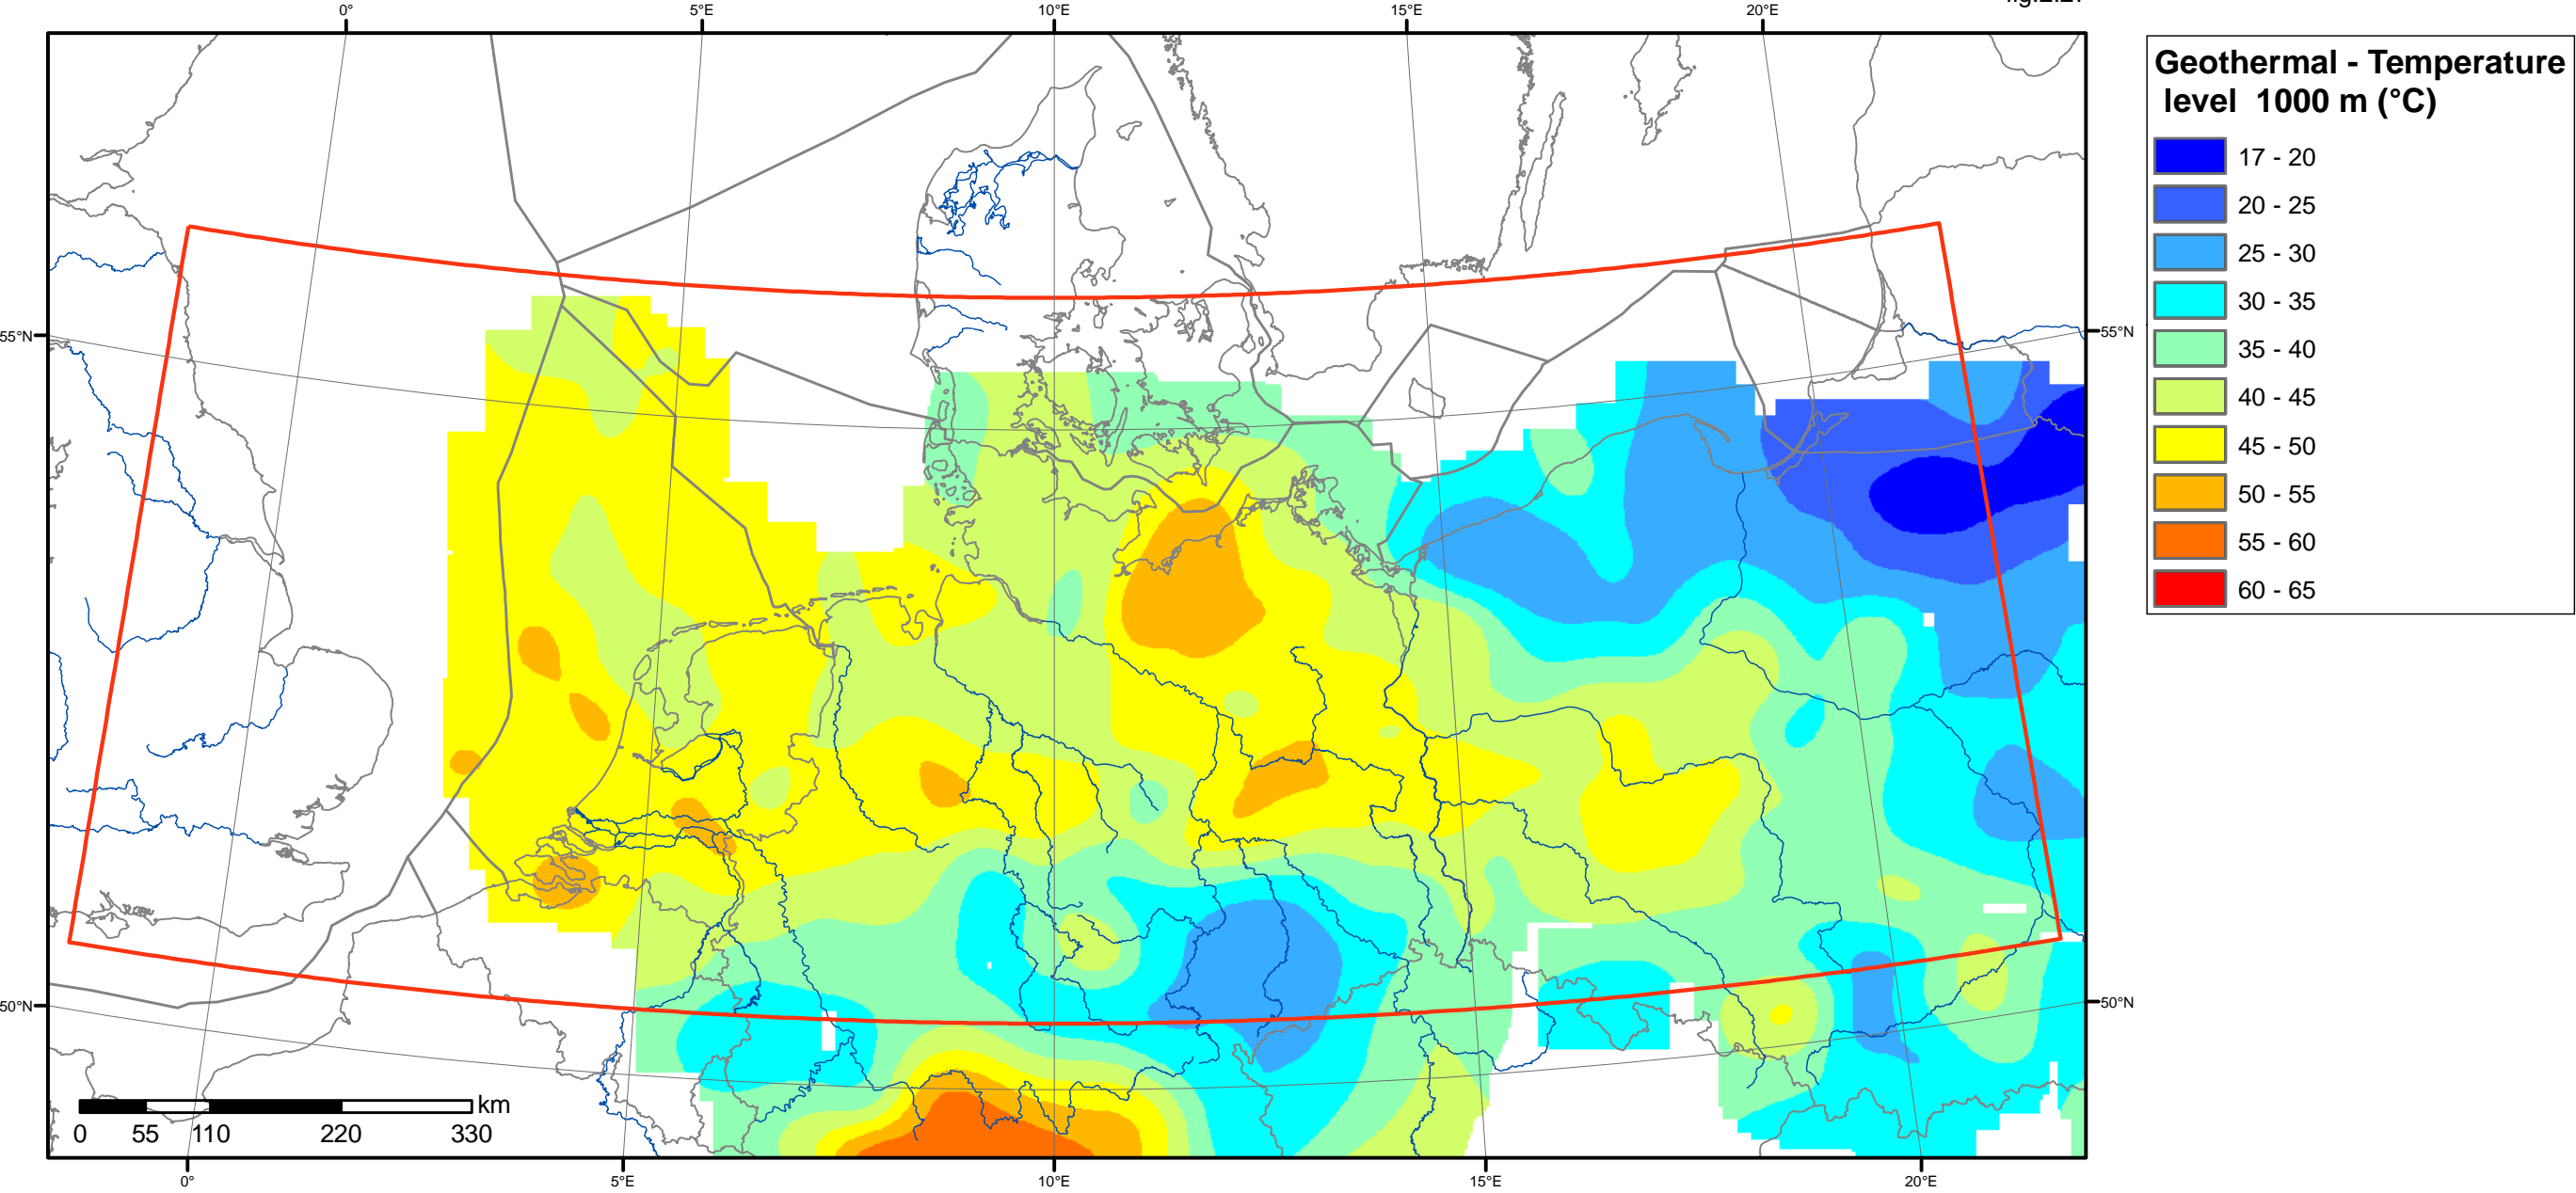 0° 5°E 10°E 15°E 20°E
Geothermal - Temperature
level 1000 m (°C)
17 - 20
20 - 25
25 - 30
30 - 35
35 - 40
40 - 45
45 - 50
50 - 55
55 - 60
60 - 65
55°N 55°N
50°N 50°N
km
0 55 110 220 330
0° 5°E 10°E 15°E 20°E